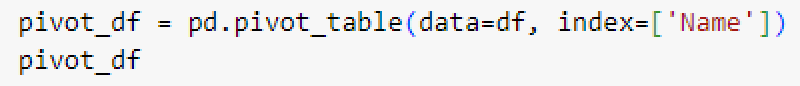 pivot_df = pd.pivot_table(data=df, index=['Name'])
pivot_df